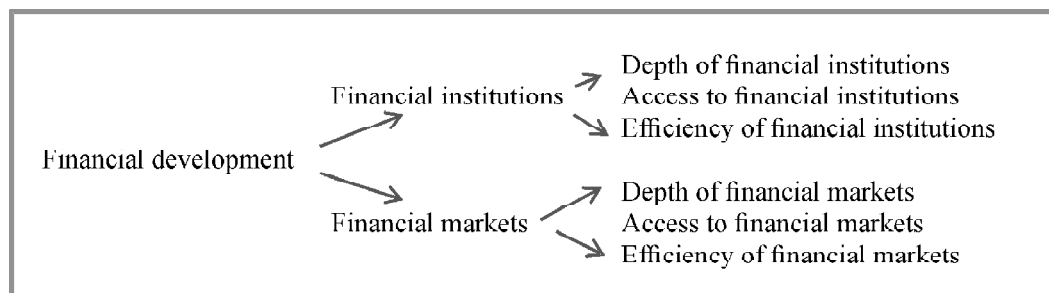 Depth of financial institutions
Financial institutions
Access to financial institutions
Efficiency of financial institutions
Financial development
Depth of financial markets
Financial markets
Access to financial markets
Efficiency of financial markets